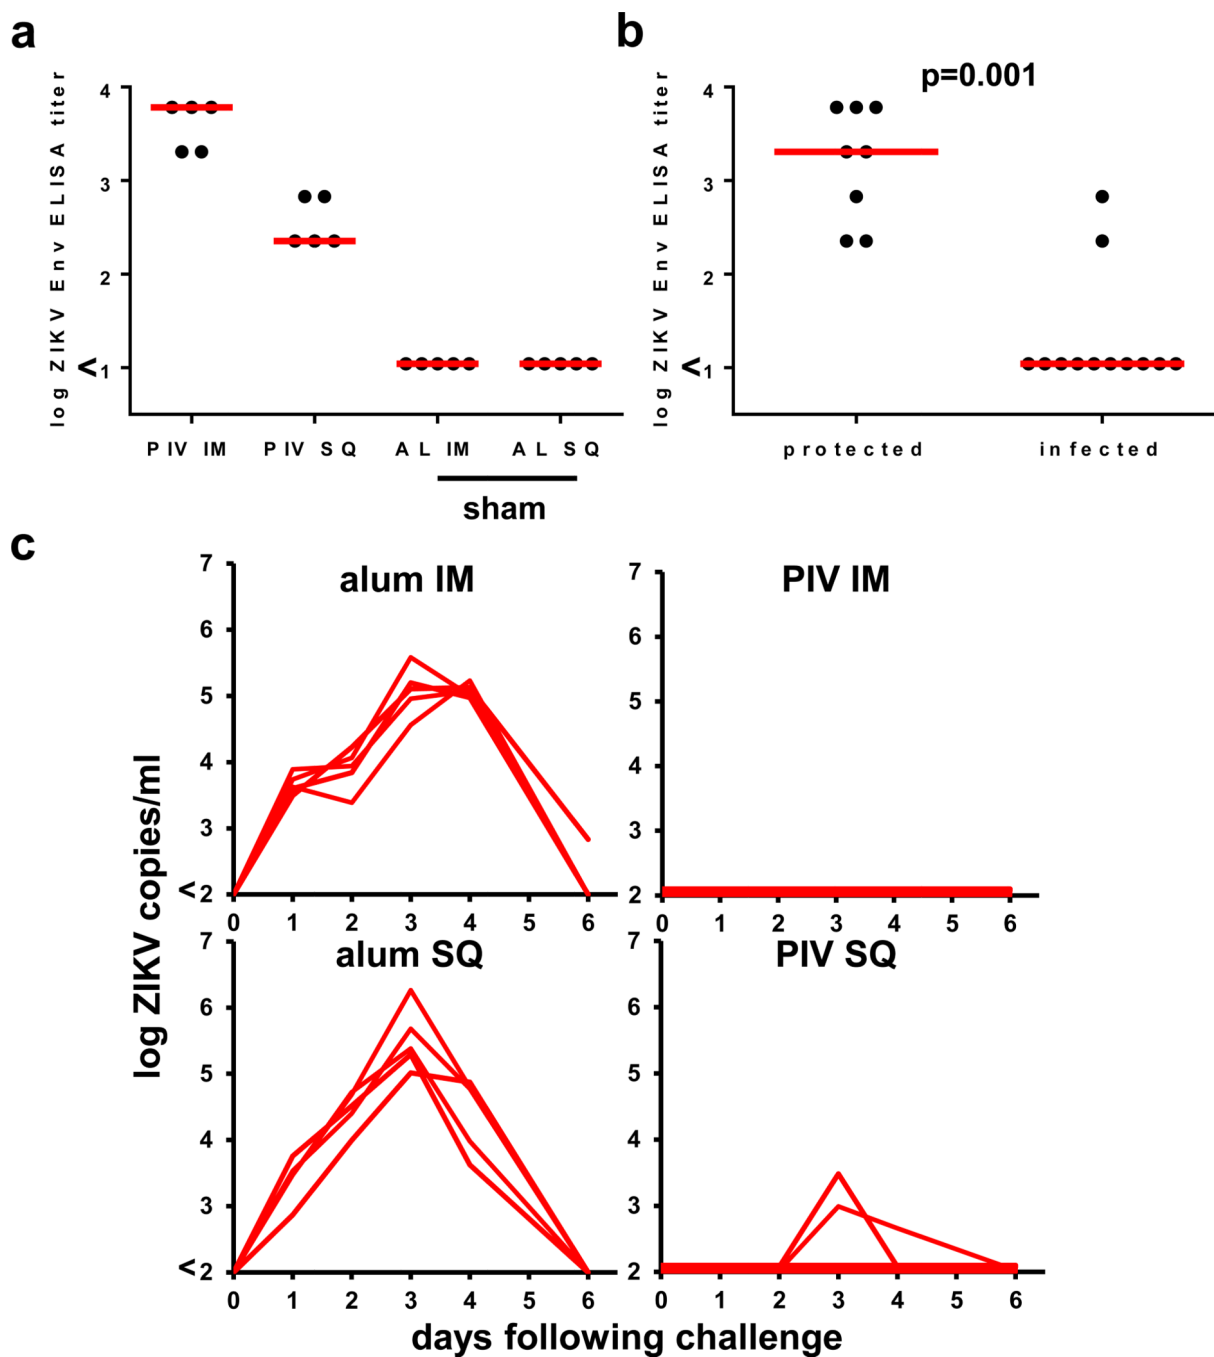 a
log ZIKV Env ELISA titer
4
3
2
<1
PIV IM
PIV SQ
AL IM
AL SQ
sham
b
p=0.001
log ZIKV Env ELISA titer
4
3
2
<1
protected
infected
c
log ZIKV copies/ml
alum IM
7
6
5
4
3
<2
0 1 2 3 4 5 6
PIV IM
7
6
5
4
3
2
0 1 2 3 4 5 6
alum SQ
7
6
5
4
3
<2
0 1 2 3 4 5 6
PIV SQ
7
6
5
4
3
2
0 1 2 3 4 5 6
days following challenge